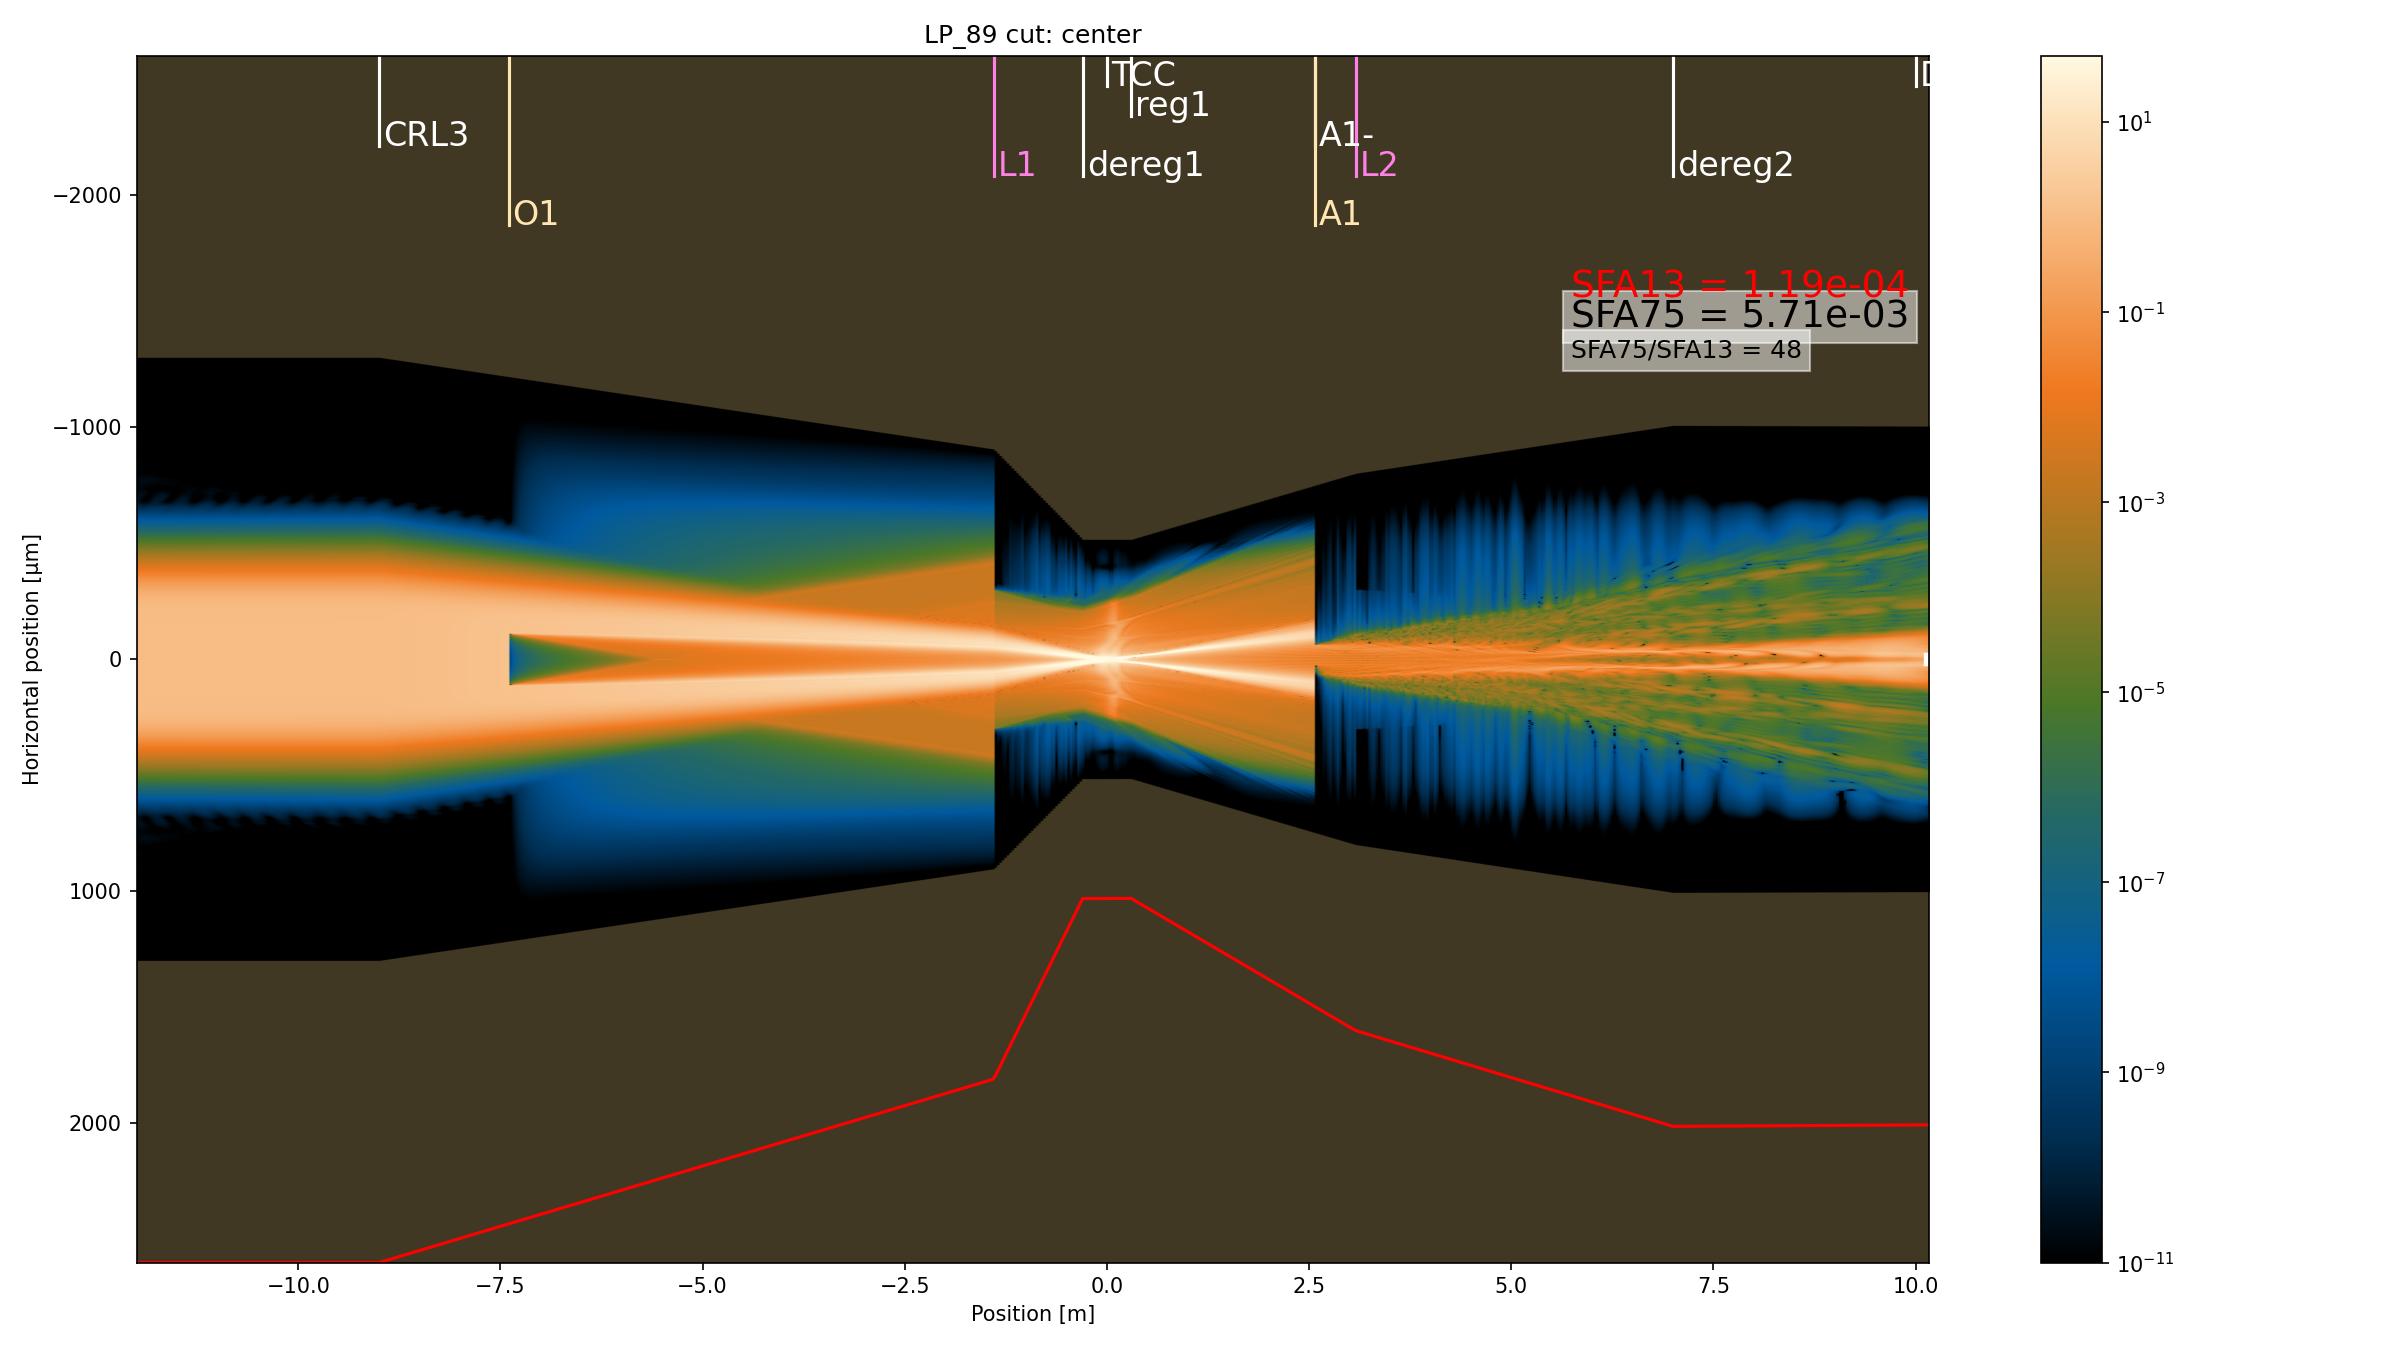 LP_89 cut: center
TCC
D
reg1
CRL3
A1-
L1
dereg1
L2
dereg2
O1
A1
SFA13 = 1.19e-04
SFA75 = 5.71e-03
SFA75/SFA13 = 48
−2000
−1000
0
1000
2000
Horizontal position [µm]
−10.0
−7.5
−5.0
−2.5
0.0
2.5
5.0
7.5
10.0
Position [m]
10¹
10⁻¹
10⁻³
10⁻⁵
10⁻⁷
10⁻⁹
10⁻¹¹